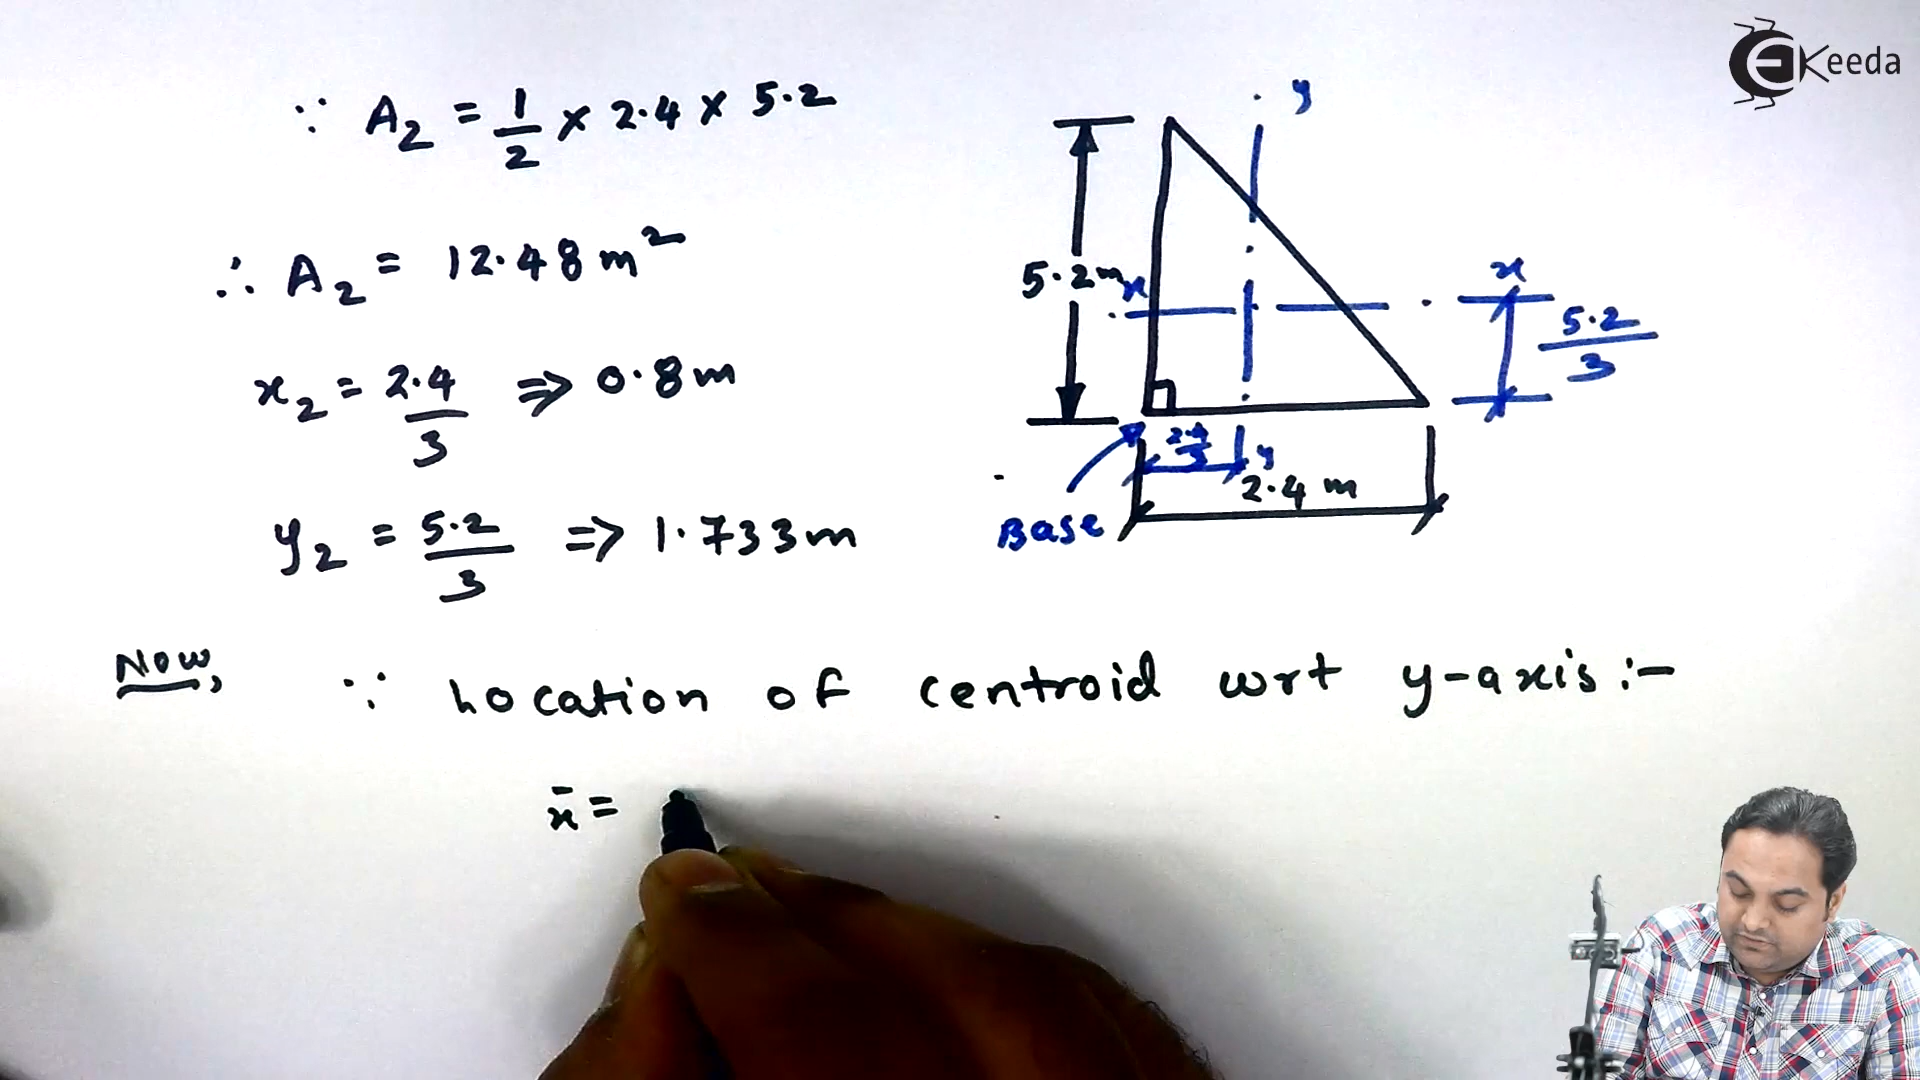 EKeeda
∵ A₂ = 1/2 × 2.4 × 5.2
∴ A₂ = 12.48 m²
x₂ = 2.4/3 ⇒ 0.8m
y₂ = 5.2/3 ⇒ 1.733m
y
5.2m
x
x
5.2/3
2.4/3
y
2.4 m
Base
Now,
∵ Location of centroid wrt y-axis :-
x̄ =